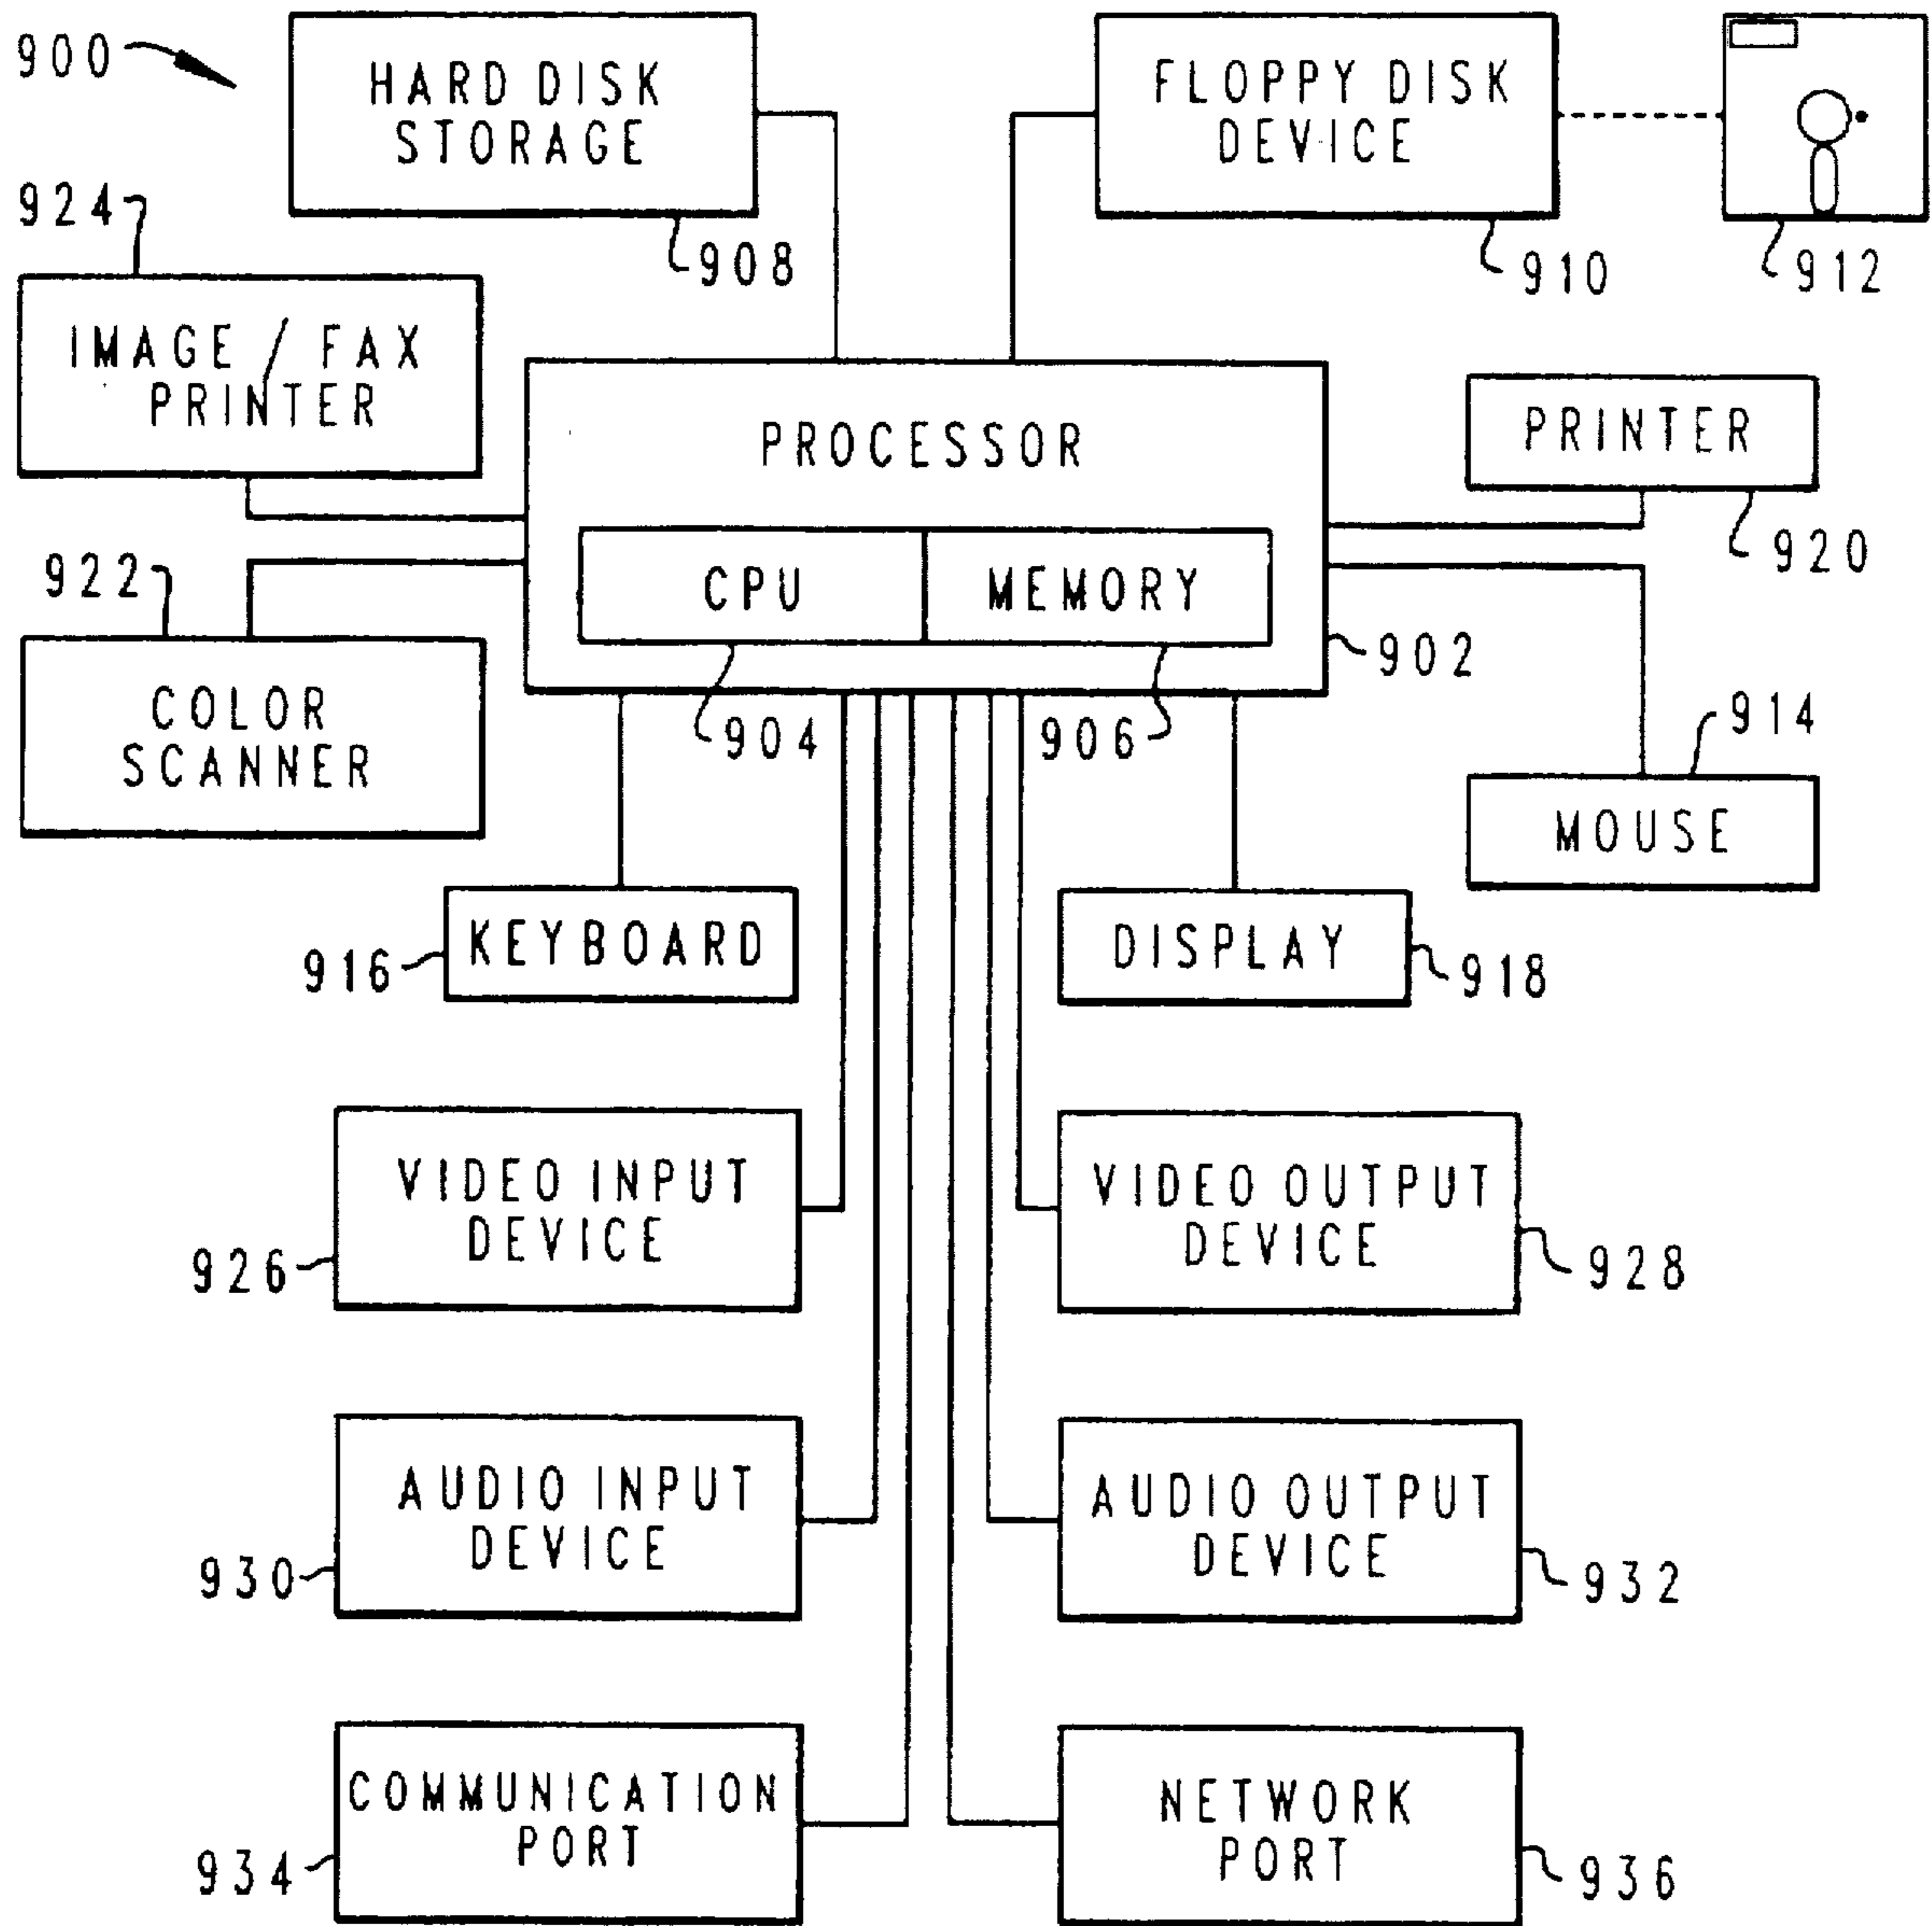 900
HARD DISK
STORAGE
908
FLOPPY DISK
DEVICE
910
912
924
IMAGE / FAX
PRINTER
PROCESSOR
CPU
MEMORY
902
904
906
PRINTER
920
922
COLOR
SCANNER
914
MOUSE
916
KEYBOARD
DISPLAY
918
VIDEO INPUT
DEVICE
926
VIDEO OUTPUT
DEVICE
928
AUDIO INPUT
DEVICE
930
AUDIO OUTPUT
DEVICE
932
COMMUNICATION
PORT
934
NETWORK
PORT
936